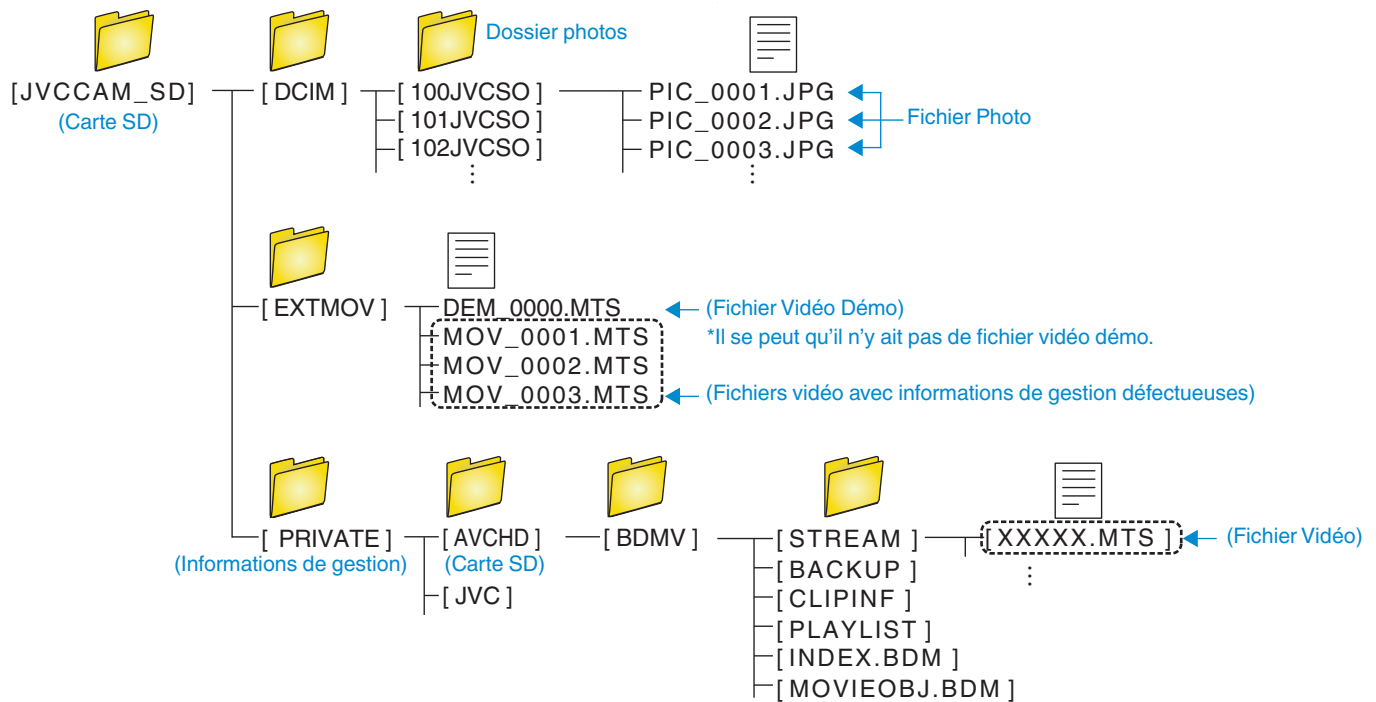 Dossier photos
[JVCCAM_SD] [ DCIM ] [ 100JVCSO ] PIC_0001.JPG
(Carte SD) [ 101JVCSO ] PIC_0002.JPG Fichier Photo
[ 102JVCSO ] PIC_0003.JPG
[ EXTMOV ] DEM_0000.MTS (Fichier Vidéo Démo)
MOV_0001.MTS *Il se peut qu'il n'y ait pas de fichier vidéo démo.
MOV_0002.MTS
MOV_0003.MTS (Fichiers vidéo avec informations de gestion défectueuses)
[ PRIVATE ] [ AVCHD ] [ BDMV ] [ STREAM ] [ XXXXX.MTS ] (Fichier Vidéo)
(Informations de gestion) (Carte SD) [ BACKUP ]
[ JVC ] [ CLIPINF ]
[ PLAYLIST ]
[ INDEX.BDM ]
[ MOVIEOBJ.BDM ]